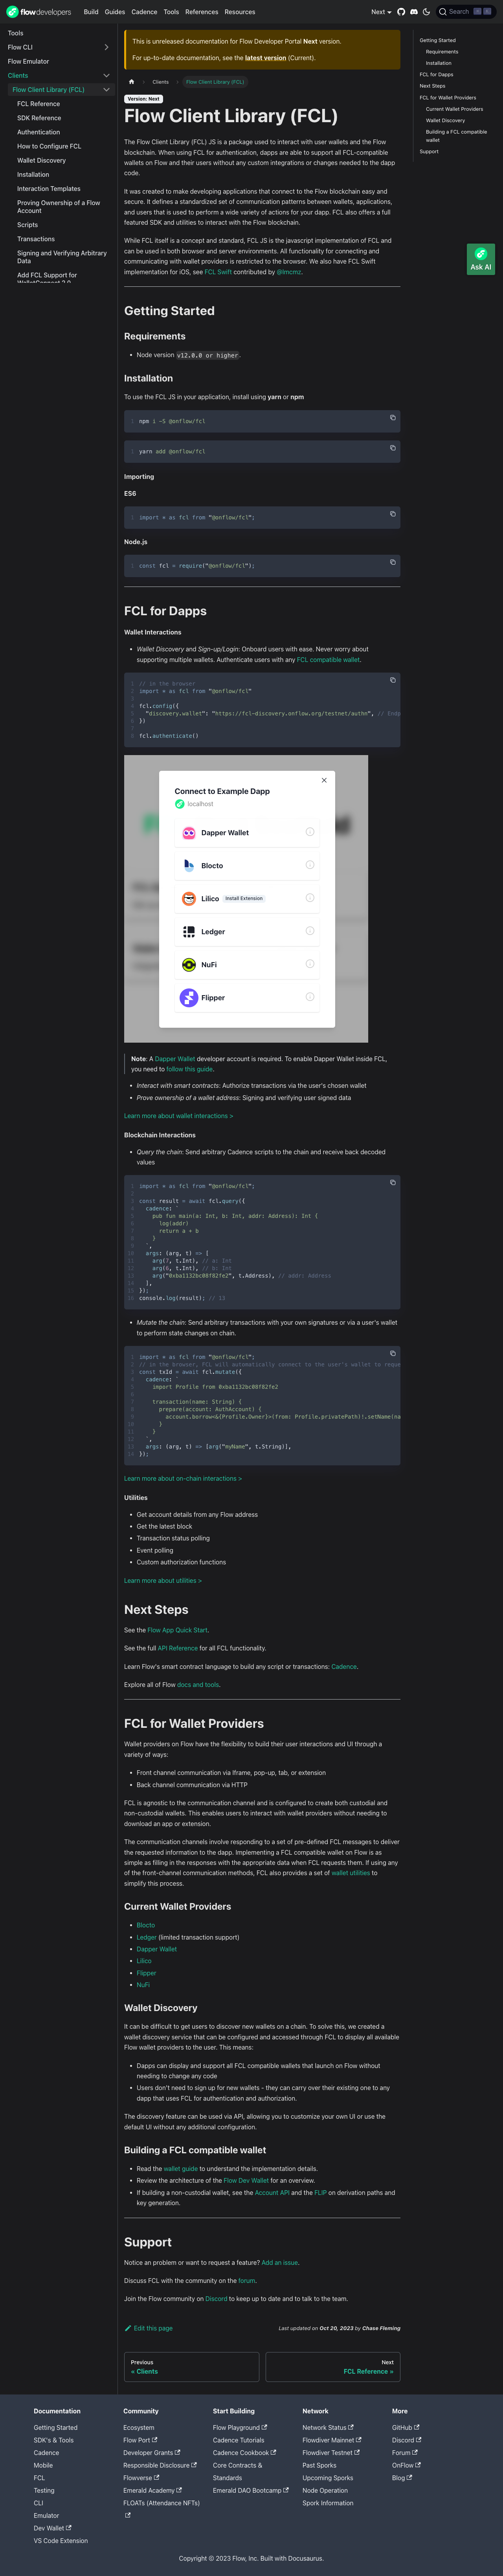 flow developers
Build Guides Cadence Tools References Resources
Next
Search
Tools
Flow CLI
Flow Emulator
Clients
Flow Client Library (FCL)
FCL Reference
SDK Reference
Authentication
How to Configure FCL
Wallet Discovery
Installation
Interaction Templates
Proving Ownership of a Flow Account
Scripts
Transactions
Signing and Verifying Arbitrary Data
Add FCL Support for
WalletConnect 2.0
This is unreleased documentation for Flow Developer Portal Next version.
For up-to-date documentation, see the latest version (Current).
Clients
Flow Client Library (FCL)
Version: Next
Flow Client Library (FCL)
The Flow Client Library (FCL) JS is a package used to interact with user wallets and the Flow blockchain. When using FCL for authentication, dapps are able to support all FCL-compatible wallets on Flow and their users without any custom integrations or changes needed to the dapp code.
It was created to make developing applications that connect to the Flow blockchain easy and secure. It defines a standardized set of communication patterns between wallets, applications, and users that is used to perform a wide variety of actions for your dapp. FCL also offers a full featured SDK and utilities to interact with the Flow blockchain.
While FCL itself is a concept and standard, FCL JS is the javascript implementation of FCL and can be used in both browser and server environments. All functionality for connecting and communicating with wallet providers is restricted to the browser. We also have FCL Swift implementation for iOS, see FCL Swift contributed by @lmcmz.
Getting Started
Requirements
Node version v12.0.0 or higher.
Installation
To use the FCL JS in your application, install using yarn or npm
1 npm i -S @onflow/fcl
1 yarn add @onflow/fcl
Importing
ES6
1 import * as fcl from "@onflow/fcl";
Node.js
1 const fcl = require("@onflow/fcl");
FCL for Dapps
Wallet Interactions
Wallet Discovery and Sign-up/Login: Onboard users with ease. Never worry about supporting multiple wallets. Authenticate users with any FCL compatible wallet.
// in the browser
import * as fcl from "@onflow/fcl"
fcl.config({
"discovery.wallet": "https://fcl-discovery.onflow.org/testnet/authn", // Endp
})
fcl.authenticate()
Connect to Example Dapp
localhost
Dapper Wallet
Blocto
Lilico Install Extension
Ledger
NuFi
Flipper
Note: A Dapper Wallet developer account is required. To enable Dapper Wallet inside FCL, you need to follow this guide.
Interact with smart contracts: Authorize transactions via the user's chosen wallet
Prove ownership of a wallet address: Signing and verifying user signed data
Learn more about wallet interactions >
Blockchain Interactions
Query the chain: Send arbitrary Cadence scripts to the chain and receive back decoded values
import * as fcl from "@onflow/fcl";
const result = await fcl.query({
cadence: `
pub fun main(a: Int, b: Int, addr: Address): Int {
log(addr)
return a + b
}
`,
args: (arg, t) => [
arg(7, t.Int), // a: Int
arg(6, t.Int), // b: Int
arg("0xba1132bc08f82fe2", t.Address), // addr: Address
],
});
console.log(result); // 13
Mutate the chain: Send arbitrary transactions with your own signatures or via a user's wallet to perform state changes on chain.
import * as fcl from "@onflow/fcl";
// in the browser, FCL will automatically connect to the user's wallet to reque
const txId = await fcl.mutate({
cadence: `
import Profile from 0xba1132bc08f82fe2
transaction(name: String) {
prepare(account: AuthAccount) {
account.borrow<&{Profile.Owner}>(from: Profile.privatePath)!.setName(na
}
}
`,
args: (arg, t) => [arg("myName", t.String)],
});
Learn more about on-chain interactions >
Utilities
Get account details from any Flow address
Get the latest block
Transaction status polling
Event polling
Custom authorization functions
Learn more about utilities >
Next Steps
See the Flow App Quick Start.
See the full API Reference for all FCL functionality.
Learn Flow's smart contract language to build any script or transactions: Cadence.
Explore all of Flow docs and tools.
FCL for Wallet Providers
Wallet providers on Flow have the flexibility to build their user interactions and UI through a variety of ways:
Front channel communication via Iframe, pop-up, tab, or extension
Back channel communication via HTTP
FCL is agnostic to the communication channel and be configured to create both custodial and non-custodial wallets. This enables users to interact with wallet providers without needing to download an app or extension.
The communication channels involve responding to a set of pre-defined FCL messages to deliver the requested information to the dapp. Implementing a FCL compatible wallet on Flow is as simple as filling in the responses with the appropriate data when FCL requests them. If using any of the front-channel communication methods, FCL also provides a set of wallet utilities to simplify this process.
Current Wallet Providers
Blocto
Ledger (limited transaction support)
Dapper Wallet
Lilico
Flipper
NuFi
Wallet Discovery
It can be difficult to get users to discover new wallets on a chain. To solve this, we created a wallet discovery service that can be configured and accessed through FCL to display all available Flow wallet providers to the user. This means:
Dapps can display and support all FCL compatible wallets that launch on Flow without needing to change any code
Users don't need to sign up for new wallets - they can carry over their existing one to any dapp that uses FCL for authentication and authorization.
The discovery feature can be used via API, allowing you to customize your own UI or use the default UI without any additional configuration.
Building a FCL compatible wallet
Read the wallet guide to understand the implementation details.
Review the architecture of the Flow Dev Wallet for an overview.
If building a non-custodial wallet, see the Account API and the FLIP on derivation paths and key generation.
Support
Notice an problem or want to request a feature? Add an issue.
Discuss FCL with the community on the forum.
Join the Flow community on Discord to keep up to date and to talk to the team.
Edit this page
Last updated on Oct 20, 2023 by Chase Fleming
Previous
« Clients
Next
FCL Reference »
Getting Started
Requirements
Installation
FCL for Dapps
Next Steps
FCL for Wallet Providers
Current Wallet Providers
Wallet Discovery
Building a FCL compatible wallet
Support
Ask AI
Documentation
Getting Started
SDK's & Tools
Cadence
Mobile
FCL
Testing
CLI
Emulator
Dev Wallet
VS Code Extension
Community
Ecosystem
Flow Port
Developer Grants
Responsible Disclosure
Flowverse
Emerald Academy
FLOATs (Attendance NFTs)
Start Building
Flow Playground
Cadence Tutorials
Cadence Cookbook
Core Contracts & Standards
Emerald DAO Bootcamp
Network
Network Status
Flowdiver Mainnet
Flowdiver Testnet
Past Sporks
Upcoming Sporks
Node Operation
Spork Information
More
GitHub
Discord
Forum
OnFlow
Blog
Copyright © 2023 Flow, Inc. Built with Docusaurus.